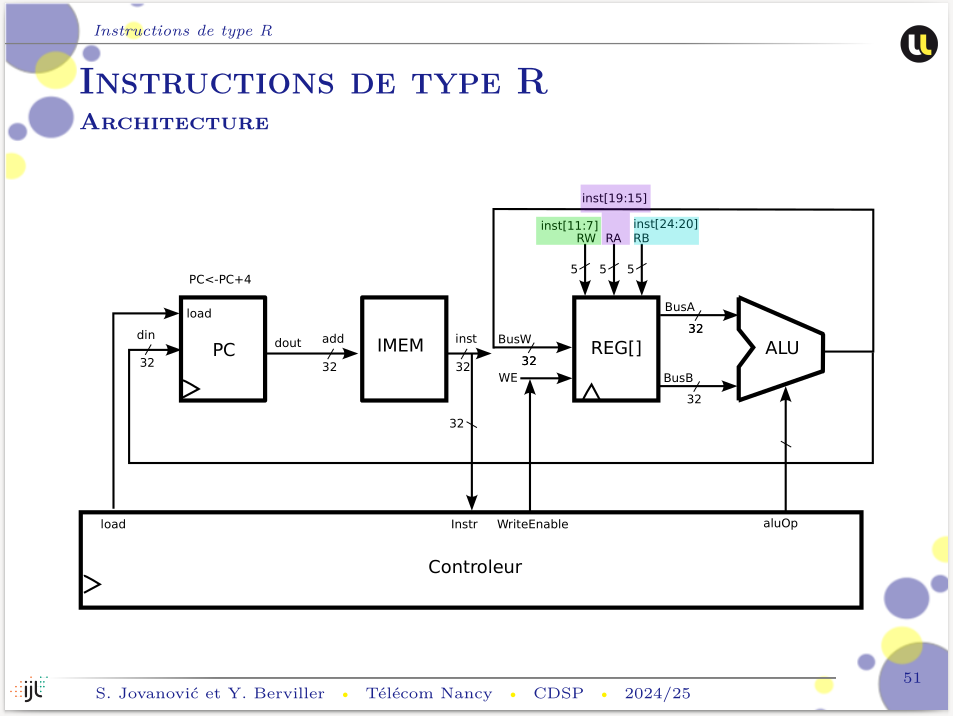 Instructions de type R
Instructions de type R
Architecture
inst[19:15]
inst[11:7]
inst[24:20]
RW
RA
RB
5
5
5
PC<-PC+4
load
din
32
PC
dout
add
32
IMEM
inst
32
BusW
32
WE
REG[]
BusA
32
BusB
32
ALU
32
load
Instr
WriteEnable
aluOp
Controleur
51
ijl
S. Jovanović et Y. Berviller • Télécom Nancy • CDSP • 2024/25